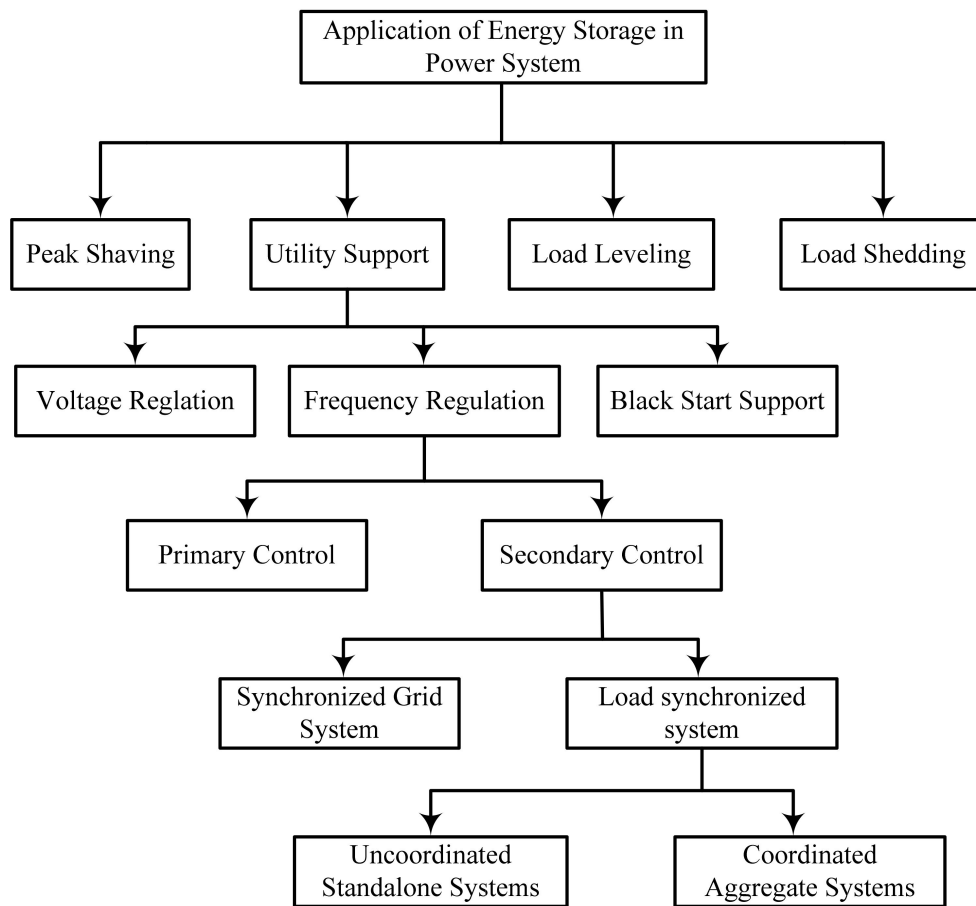 Application of Energy Storage in
Power System
Peak Shaving
Utility Support
Load Leveling
Load Shedding
Voltage Reglation
Frequency Regulation
Black Start Support
Primary Control
Secondary Control
Synchronized Grid
System
Load synchronized
system
Uncoordinated
Standalone Systems
Coordinated
Aggregate Systems